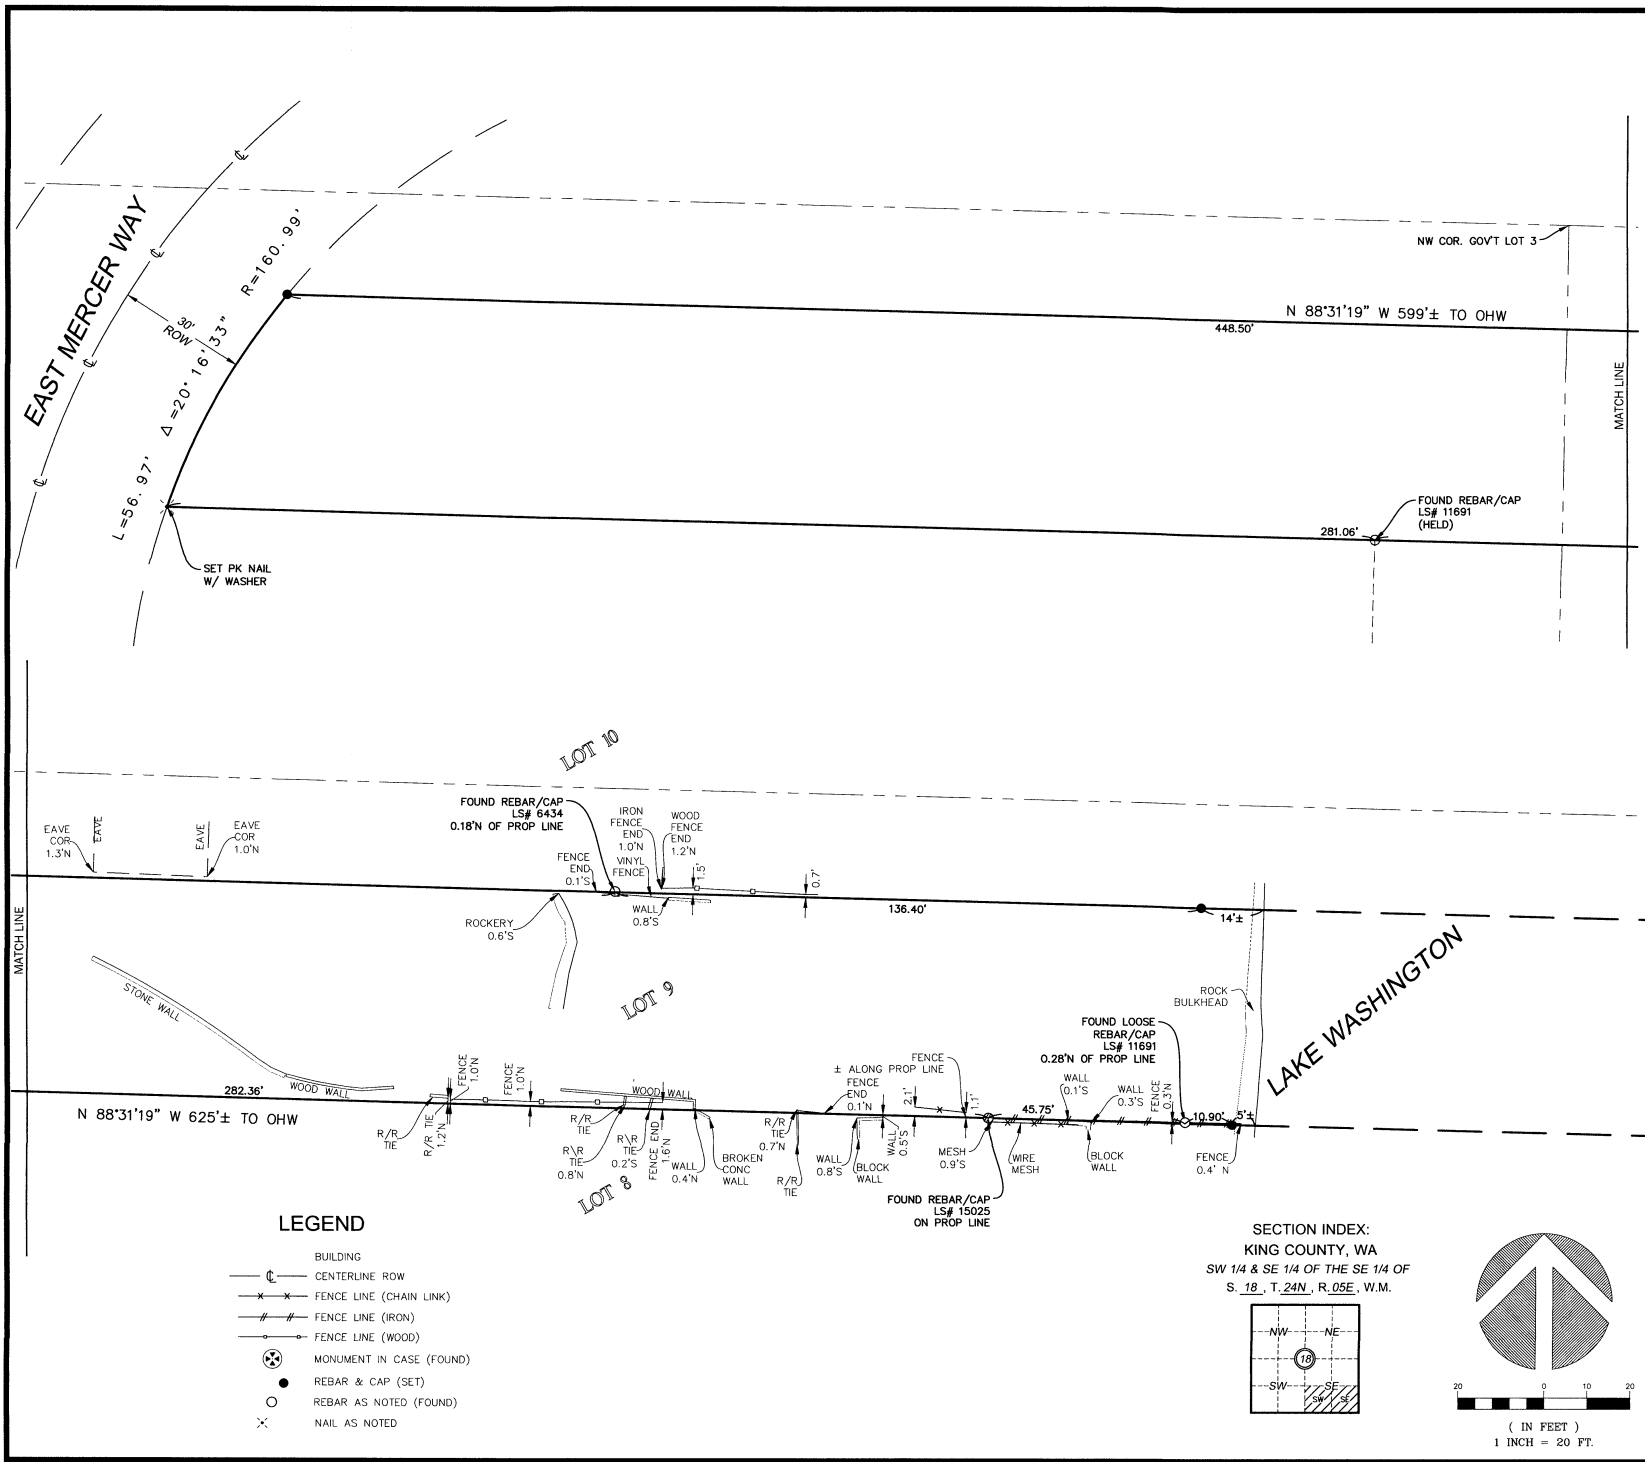 EAST MERCER WAY
30'
ROW
L=56.97' Δ=20°16'33" R=160.99'
SET PK NAIL
W/ WASHER
NW COR. GOV'T LOT 3
N 88°31'19" W 599'± TO OHW
448.50'
MATCH LINE
FOUND REBAR/CAP
LS# 11691
(HELD)
281.06'
LOT 10
FOUND REBAR/CAP
LS# 6434
0.18'N OF PROP LINE
IRON
FENCE
END
1.0'N
WOOD
FENCE
END
1.2'N
EAVE
COR
1.3'N
EAVE
EAVE
EAVE
COR
1.0'N
FENCE
END
0.1'S
VINYL
FENCE
1.5'
0.7'
ROCKERY
0.6'S
WALL
0.8'S
136.40'
14'±
MATCH LINE
STONE WALL
LOT 9
ROCK
BULKHEAD
LAKE WASHINGTON
FOUND LOOSE
REBAR/CAP
LS# 11691
0.28'N OF PROP LINE
282.36'
WOOD WALL
N 88°31'19" W 625'± TO OHW
FENCE
1.0'N
FENCE
1.0'N
WOOD WALL
FENCE
± ALONG PROP LINE
FENCE
END
0.1'N
2.1'
1.1'
45.75'
WALL
0.1'S
WALL
0.3'S
FENCE
0.3'N
10.90'
5'±
R/R
TIE
R/R TIE
1.2'N
R/R
TIE
R\R
TIE
0.8'N
R\R
TIE
0.2'S
FENCE END
1.6'N
WALL
0.4'N
BROKEN
CONC
WALL
R/R
TIE
0.7'N
R/R
TIE
WALL
0.8'S
BLOCK
WALL
WALL
0.5'S
MESH
0.9'S
WIRE
MESH
BLOCK
WALL
FENCE
0.4' N
LOT 8
FOUND REBAR/CAP
LS# 15025
ON PROP LINE
LEGEND
BUILDING
℄ CENTERLINE ROW
FENCE LINE (CHAIN LINK)
FENCE LINE (IRON)
FENCE LINE (WOOD)
MONUMENT IN CASE (FOUND)
REBAR & CAP (SET)
REBAR AS NOTED (FOUND)
NAIL AS NOTED
SECTION INDEX:
KING COUNTY, WA
SW 1/4 & SE 1/4 OF THE SE 1/4 OF
S. 18 , T. 24N , R. 05E , W.M.
NW NE
18
SW SE
SW SE
20 0 10 20
( IN FEET )
1 INCH = 20 FT.